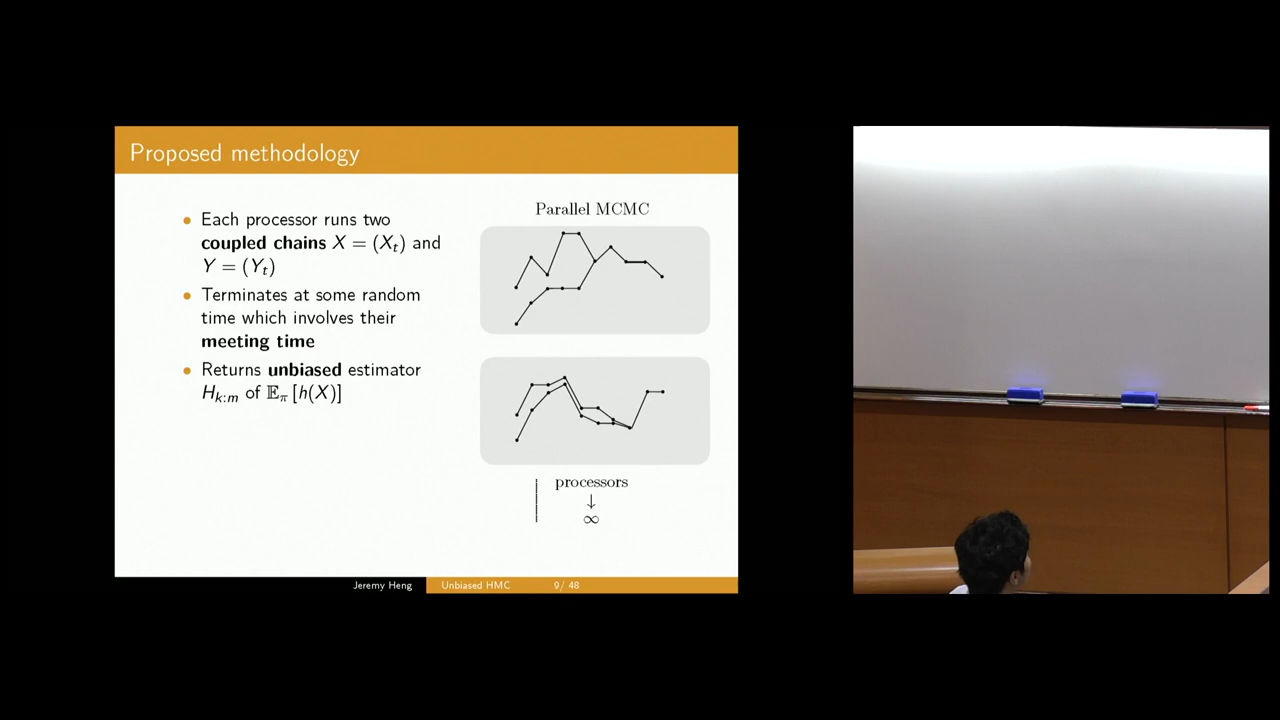 Proposed methodology
Each processor runs two
coupled chains X = (Xₜ) and
Y = (Yₜ)
Terminates at some random
time which involves their
meeting time
Returns unbiased estimator
H_{k:m} of 𝔼_π [h(X)]
Parallel MCMC
processors
↓
∞
Jeremy Heng
Unbiased HMC
9/ 48